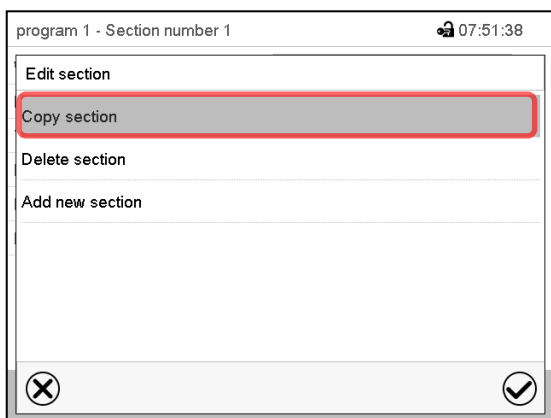 program 1 - Section number 1 07:51:38
Edit section
Copy section
Delete section
Add new section